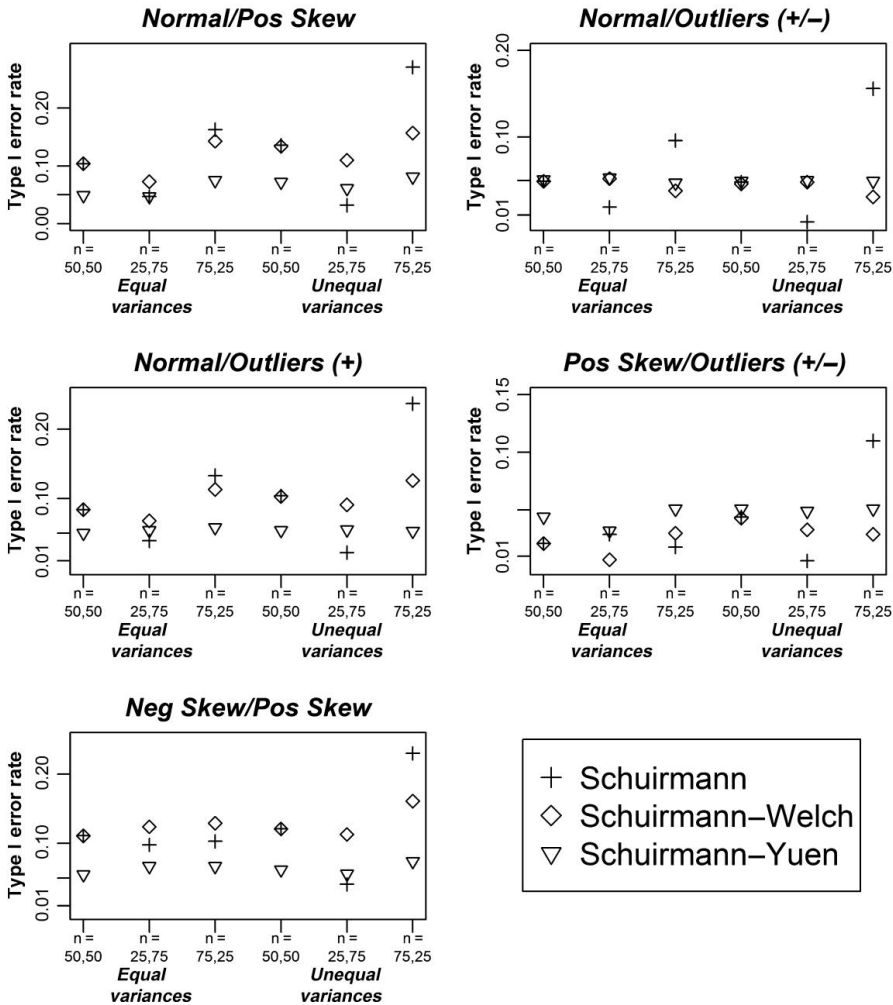 Normal/Pos Skew
Type I error rate
0.20
0.10
0.00
n = n = n = n = n = n =
50,50 25,75 75,25 50,50 25,75 75,25
Equal variances
Unequal variances
Normal/Outliers (+/−)
Type I error rate
0.20
0.10
0.01
n = n = n = n = n = n =
50,50 25,75 75,25 50,50 25,75 75,25
Equal variances
Unequal variances
Normal/Outliers (+)
Type I error rate
0.20
0.10
0.01
n = n = n = n = n = n =
50,50 25,75 75,25 50,50 25,75 75,25
Equal variances
Unequal variances
Pos Skew/Outliers (+/−)
Type I error rate
0.15
0.10
0.01
n = n = n = n = n = n =
50,50 25,75 75,25 50,50 25,75 75,25
Equal variances
Unequal variances
Neg Skew/Pos Skew
Type I error rate
0.20
0.10
0.01
n = n = n = n = n = n =
50,50 25,75 75,25 50,50 25,75 75,25
Equal variances
Unequal variances
Schuirmann
Schuirmann−Welch
Schuirmann−Yuen